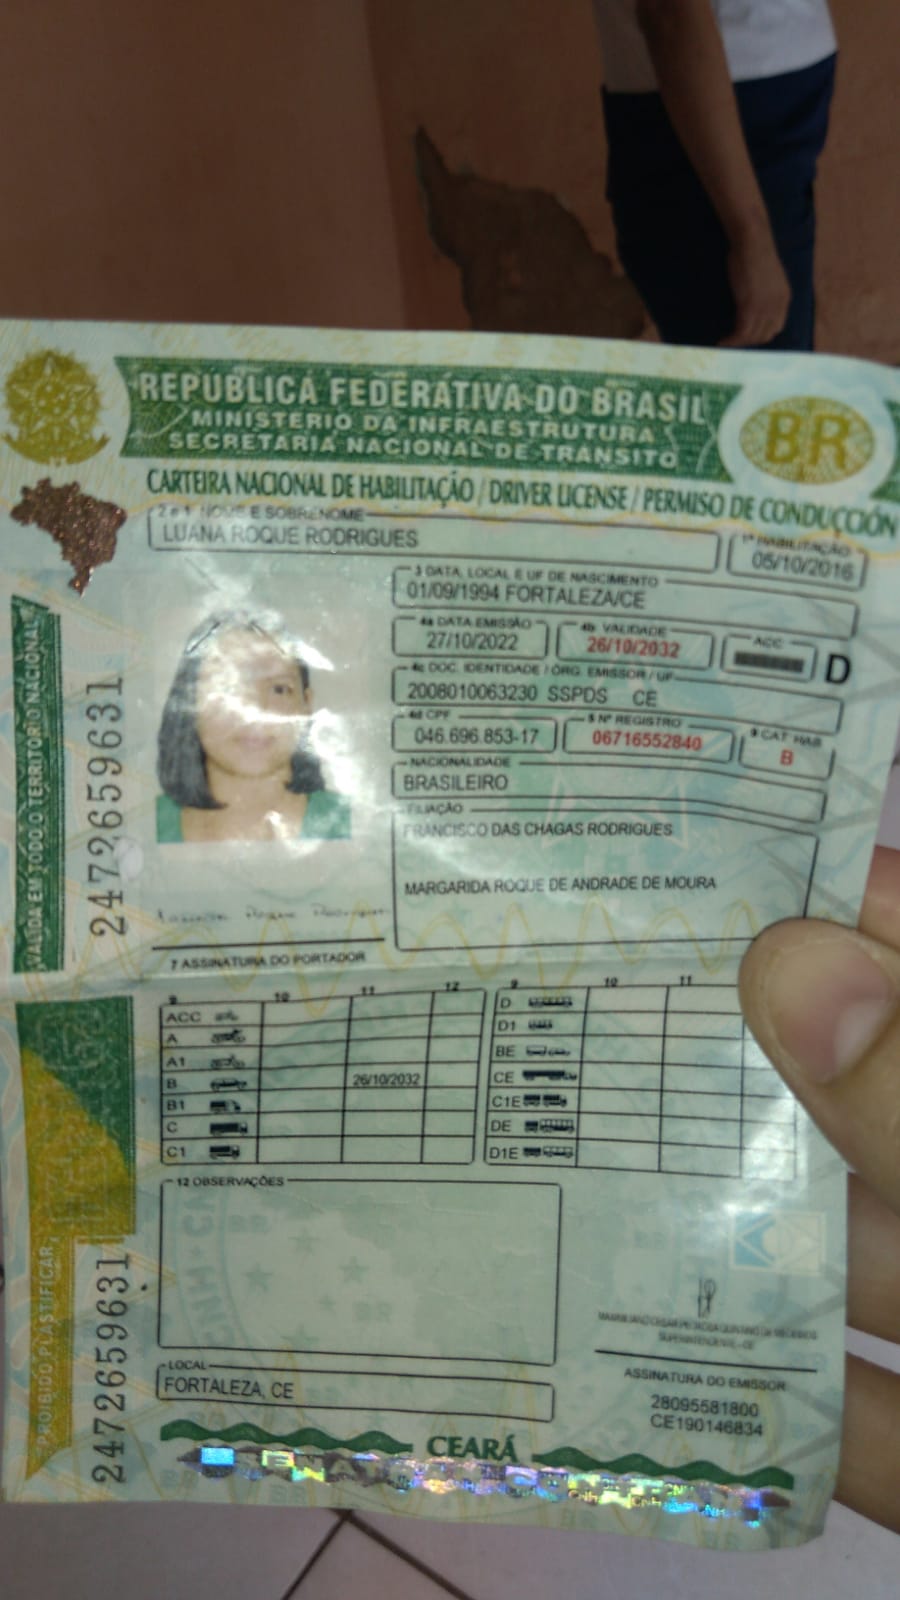 REPÚBLICA FEDERATIVA DO BRASIL
MINISTÉRIO DA INFRAESTRUTURA
SECRETARIA NACIONAL DE TRÂNSITO
BR
CARTEIRA NACIONAL DE HABILITAÇÃO / DRIVER LICENSE / PERMISO DE CONDUCCIÓN
2 e 1 NOME E SOBRENOME
LUANA ROQUE RODRIGUES
1ª HABILITAÇÃO
05/10/2016
3 DATA, LOCAL E UF DE NASCIMENTO
01/09/1994 FORTALEZA/CE
4a DATA EMISSÃO
27/10/2022
4b VALIDADE
26/10/2032
ACC
D
4c DOC. IDENTIDADE / ÓRG. EMISSOR / UF
2008010063230 SSPDS CE
4d CPF
046.696.853-17
5 Nº REGISTRO
06716552840
9 CAT HAB
B
NACIONALIDADE
BRASILEIRO
FILIAÇÃO
FRANCISCO DAS CHAGAS RODRIGUES
MARGARIDA ROQUE DE ANDRADE DE MOURA
Roque
7 ASSINATURA DO PORTADOR
VÁLIDA EM TODO O TERRITÓRIO NACIONAL
2472659631
9 10 11 12
ACC
A
A1
B 26/10/2032
B1
C
C1
9 10 11
D
D1
BE
CE
C1E
DE
D1E
12 OBSERVAÇÕES
PROIBIDO PLASTIFICAR
2472659631
SUPERINTENDENTE - CE
ASSINATURA DO EMISSOR
28095581800
CE190146834
LOCAL
FORTALEZA, CE
CEARÁ